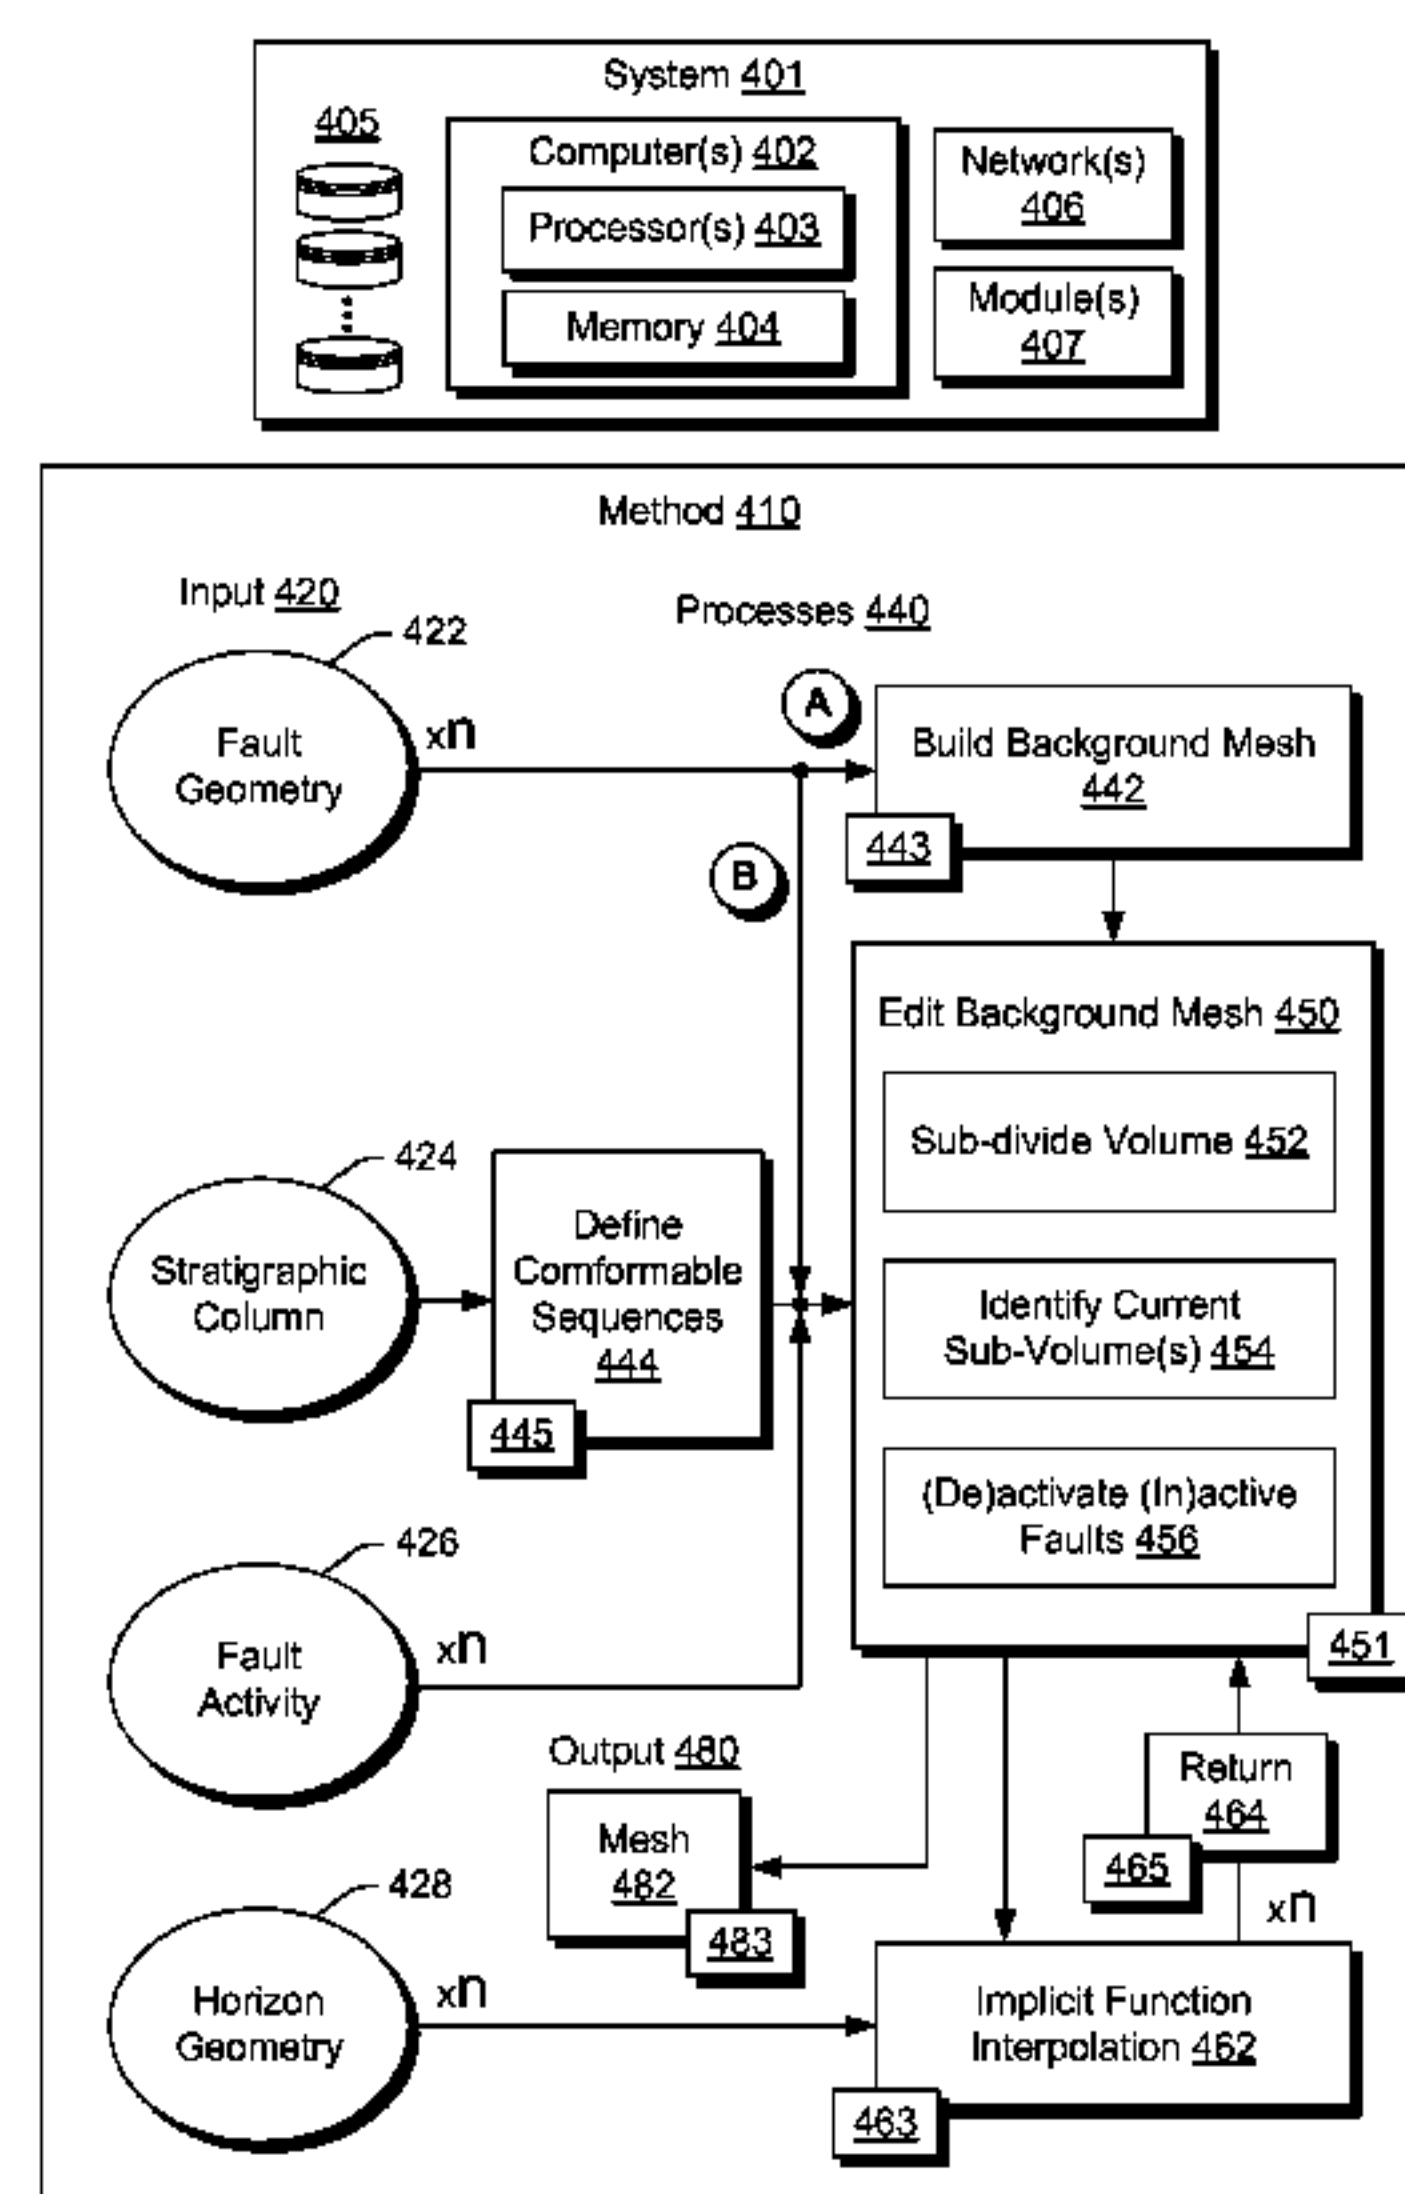 System 401
405
Computer(s) 402
Processor(s) 403
Memory 404
Network(s)
406
Module(s)
407
Method 410
Input 420
Processes 440
422
Fault
Geometry
xn
A
B
Build Background Mesh
442
443
Edit Background Mesh 450
Sub-divide Volume 452
Identify Current
Sub-Volume(s) 454
(De)activate (In)active
Faults 456
451
424
Stratigraphic
Column
Define
Comformable
Sequences
444
445
426
Fault
Activity
xn
Output 480
Mesh
482
483
Return
464
465
xn
428
Horizon
Geometry
xn
Implicit Function
Interpolation 462
463